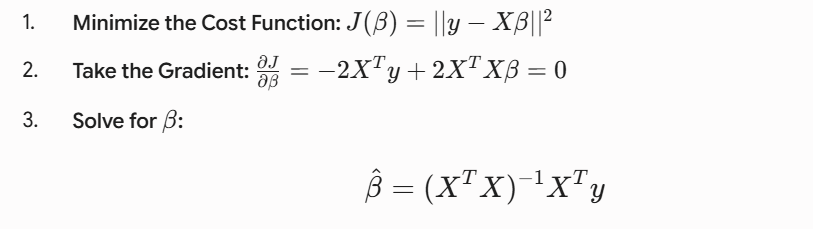 1. Minimize the Cost Function: J(β) = ||y − Xβ||²
2. Take the Gradient: ∂J/∂β = −2Xᵀy + 2XᵀXβ = 0
3. Solve for β:
β̂ = (XᵀX)⁻¹Xᵀy